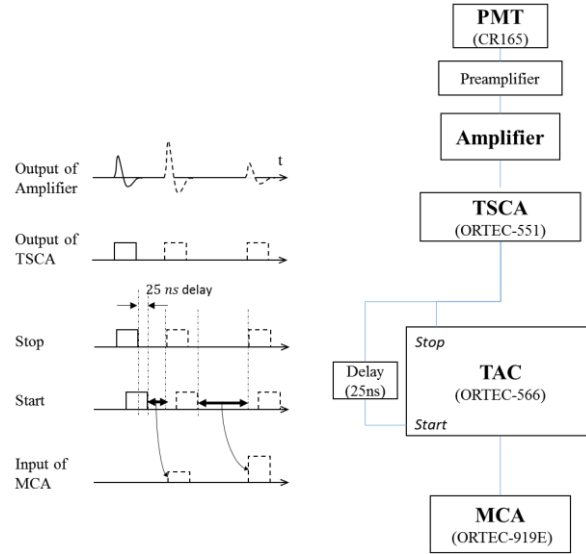 t
Output of
Amplifier
Output of
TSCA
25 ns delay
Stop
Start
Input of
MCA
PMT
(CR165)
Preamplifier
Amplifier
TSCA
(ORTEC-551)
Stop
Delay
(25ns)
TAC
(ORTEC-566)
Start
MCA
(ORTEC-919E)